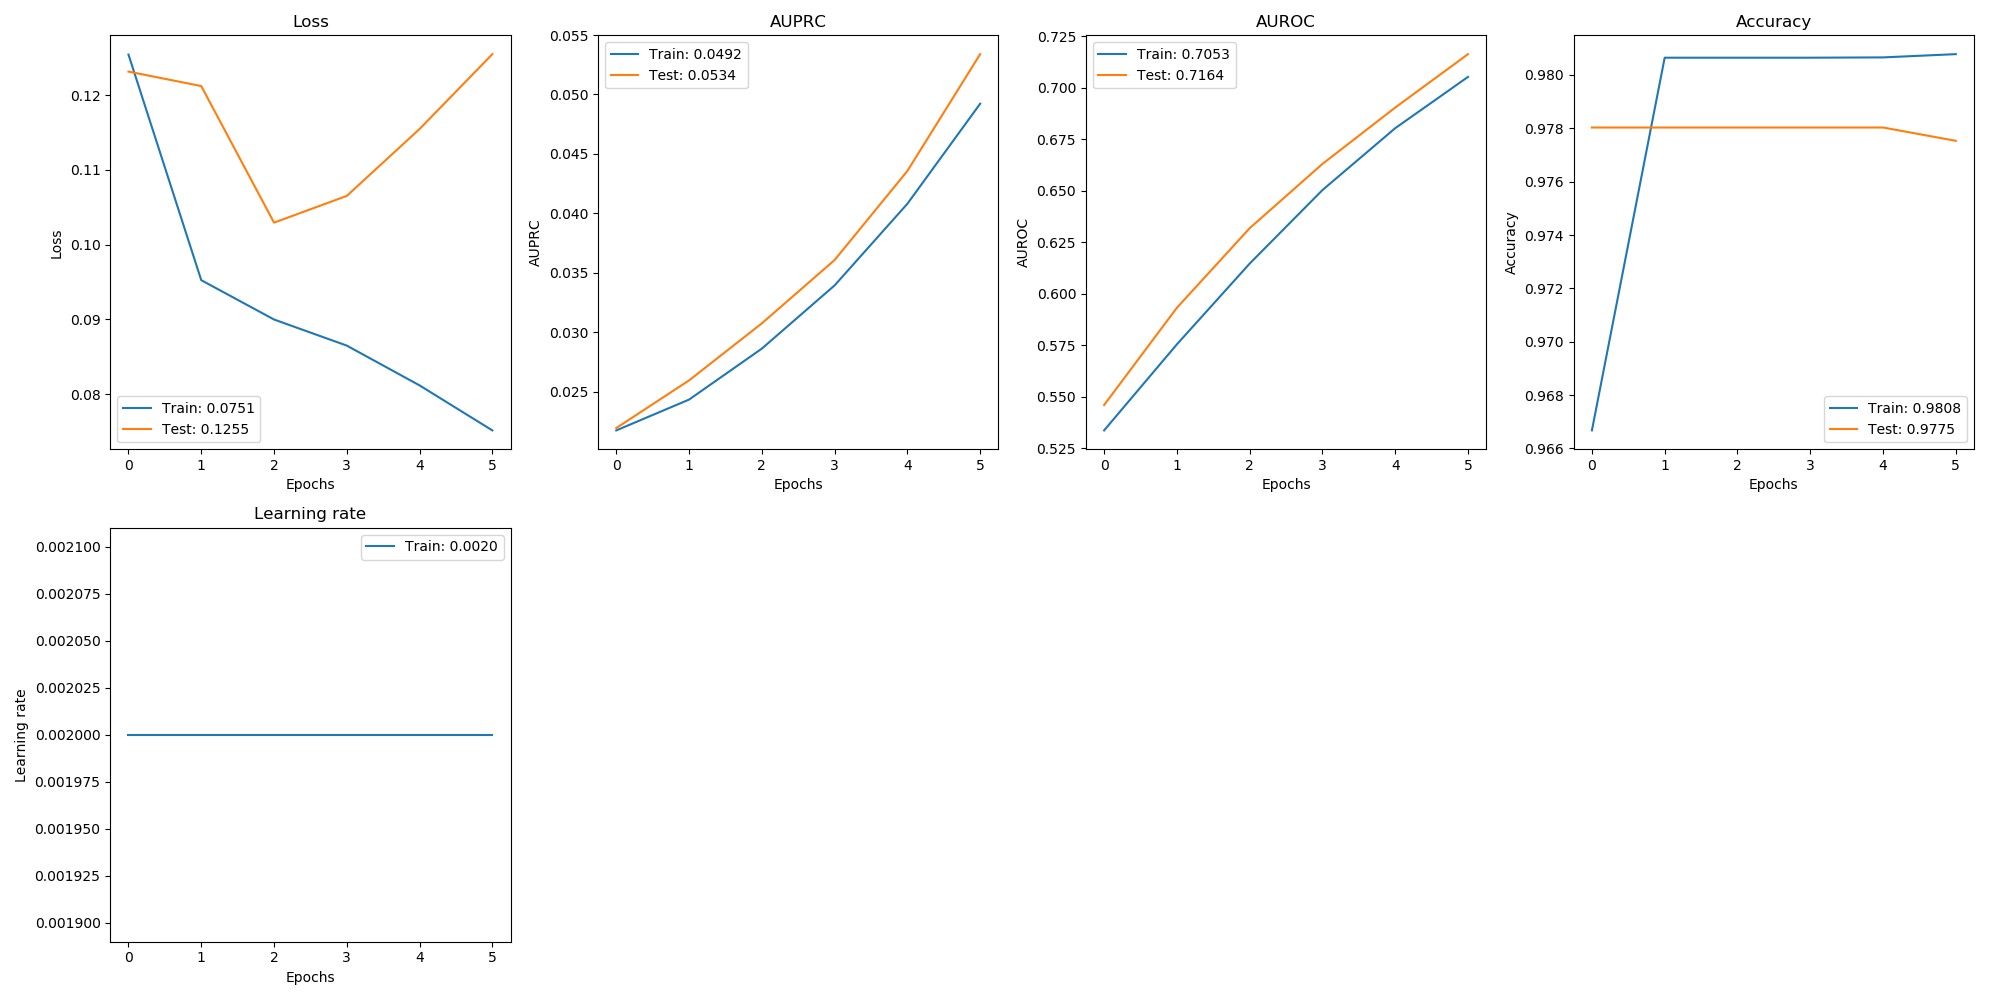 Loss
Loss
0.12
0.11
0.10
0.09
0.08
Train: 0.0751
Test: 0.1255
0 1 2 3 4 5
Epochs
AUPRC
AUPRC
0.055
0.050
0.045
0.040
0.035
0.030
0.025
Train: 0.0492
Test: 0.0534
0 1 2 3 4 5
Epochs
AUROC
AUROC
0.725
0.700
0.675
0.650
0.625
0.600
0.575
0.550
0.525
Train: 0.7053
Test: 0.7164
0 1 2 3 4 5
Epochs
Accuracy
Accuracy
0.980
0.978
0.976
0.974
0.972
0.970
0.968
0.966
Train: 0.9808
Test: 0.9775
0 1 2 3 4 5
Epochs
Learning rate
Learning rate
0.002100
0.002075
0.002050
0.002025
0.002000
0.001975
0.001950
0.001925
0.001900
Train: 0.0020
0 1 2 3 4 5
Epochs